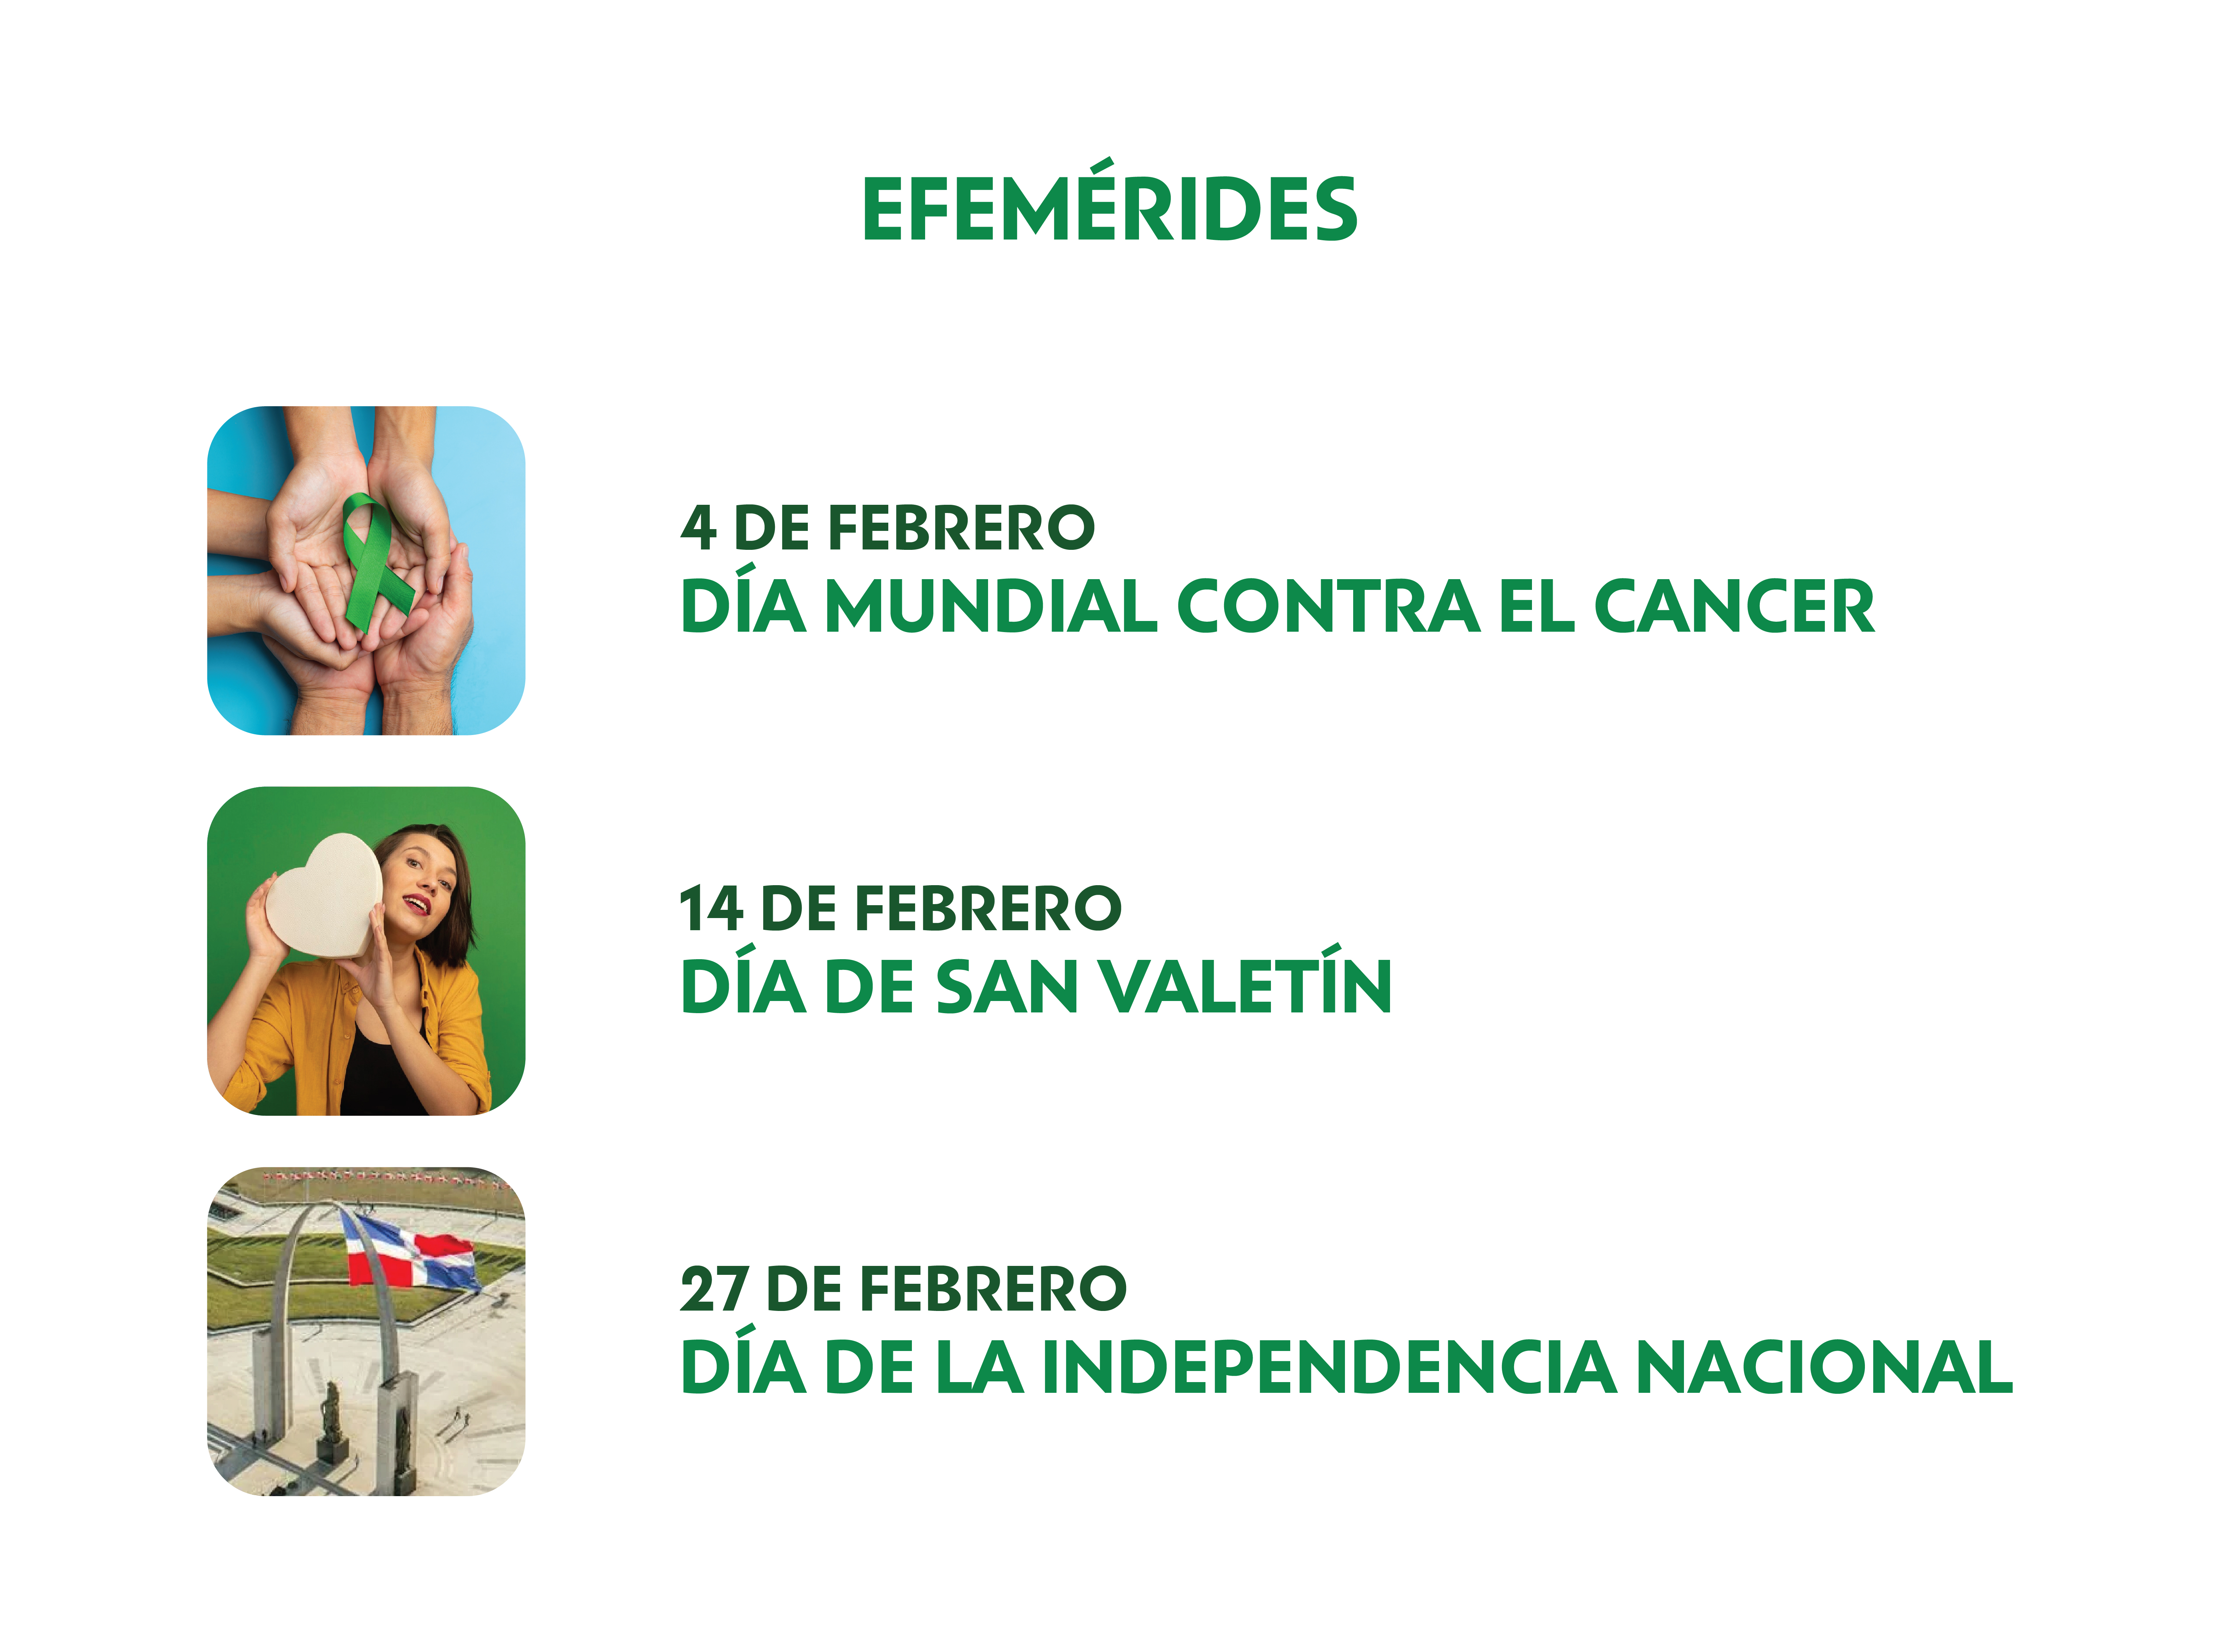 EFEMÉRIDES
4 DE FEBRERO
DÍA MUNDIAL CONTRA EL CANCER
14 DE FEBRERO
DÍA DE SAN VALETÍN
27 DE FEBRERO
DÍA DE LA INDEPENDENCIA NACIONAL